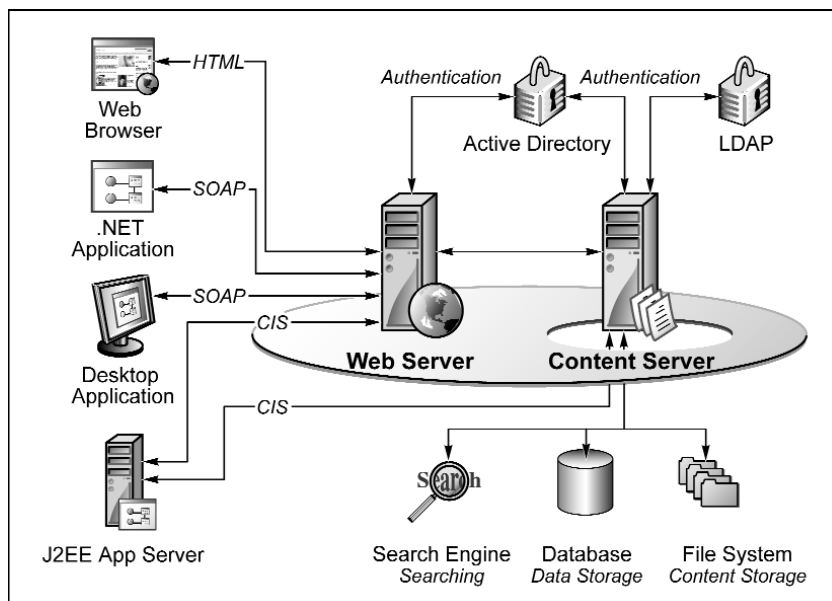 HTML
Web
Browser
Authentication
Authentication
Active Directory
LDAP
SOAP
.NET
Application
SOAP
Desktop
Application
CIS
Web Server
Content Server
CIS
J2EE App Server
Search
Search Engine
Searching
Database
Data Storage
File System
Content Storage